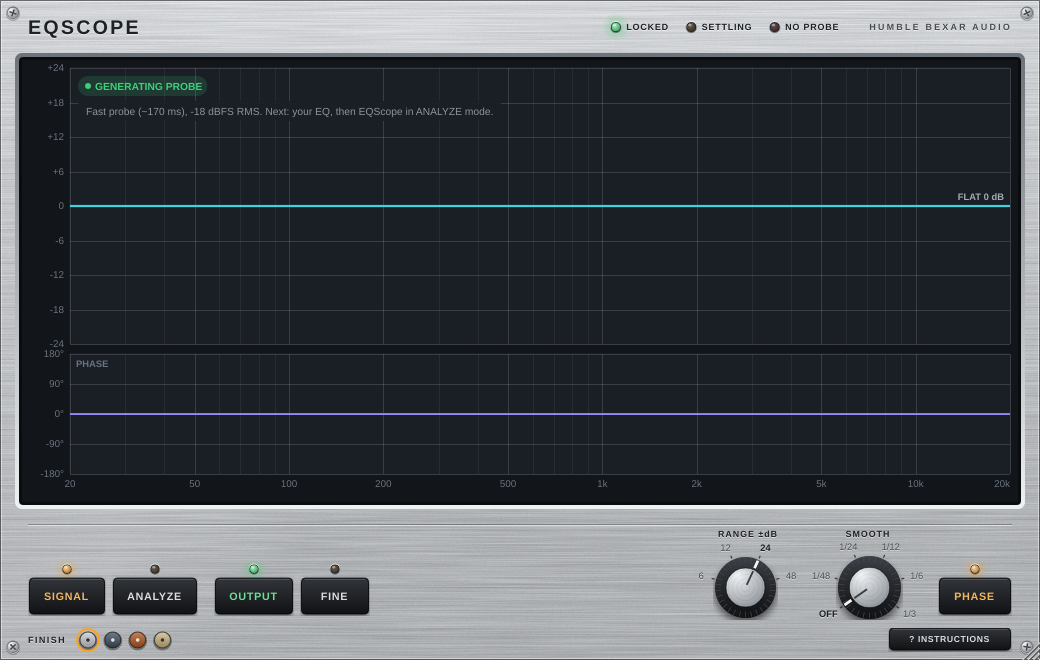 EQSCOPE
LOCKED SETTLING NO PROBE HUMBLE BEXAR AUDIO
+24
GENERATING PROBE
+18
Fast probe (~170 ms), -18 dBFS RMS. Next: your EQ, then EQScope in ANALYZE mode.
+12
+6
FLAT 0 dB
0
-6
-12
-18
-24
180°
PHASE
90°
0°
-90°
-180°
20 50 100 200 500 1k 2k 5k 10k 20k
RANGE ±dB SMOOTH
12 24 1/24 1/12
6 48 1/48 1/6
SIGNAL ANALYZE OUTPUT FINE PHASE
OFF 1/3
FINISH ? INSTRUCTIONS